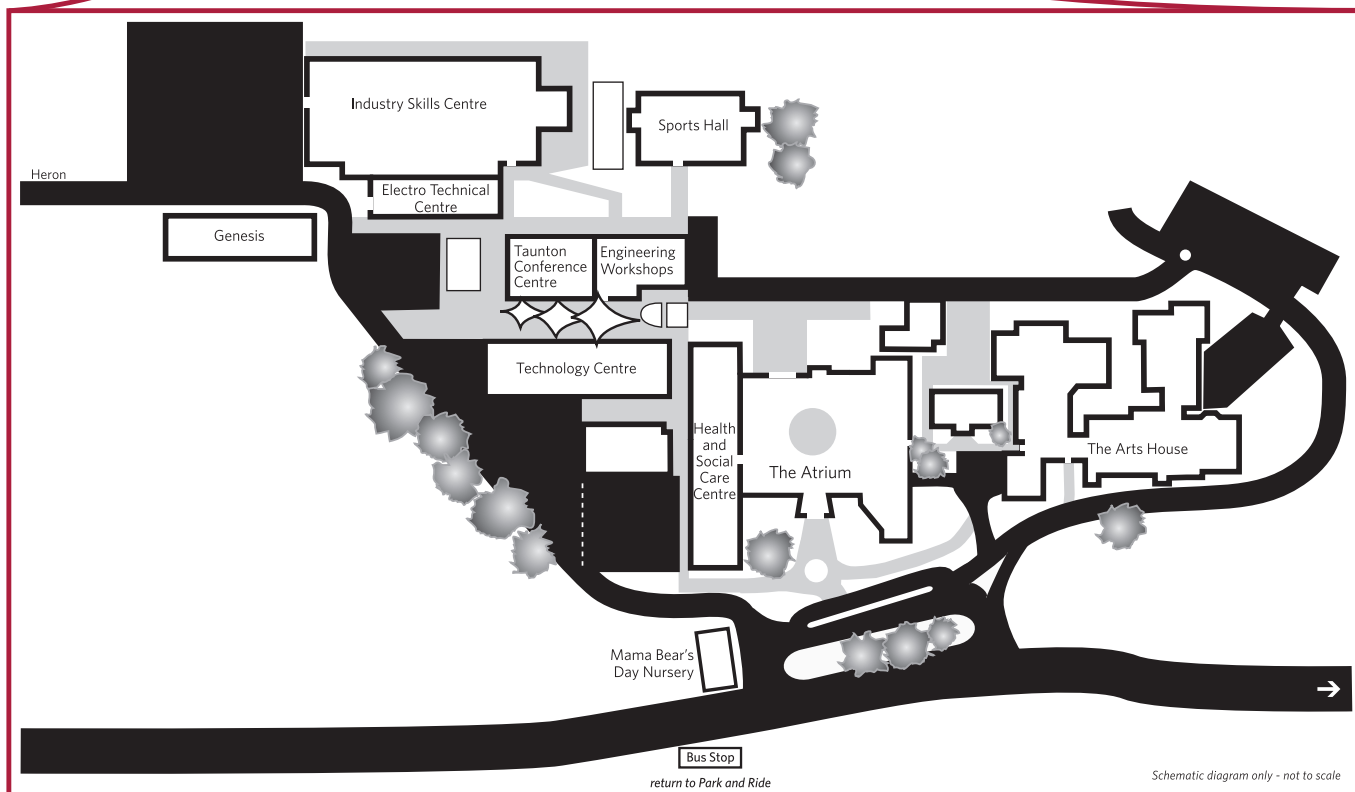 Industry Skills Centre
Sports Hall
Heron
Electro Technical
Centre
Genesis
Taunton
Conference
Centre
Engineering
Workshops
Technology Centre
Health
and
Social
Care
Centre
The Atrium
The Arts House
Mama Bear's
Day Nursery
Bus Stop
return to Park and Ride
Schematic diagram only - not to scale